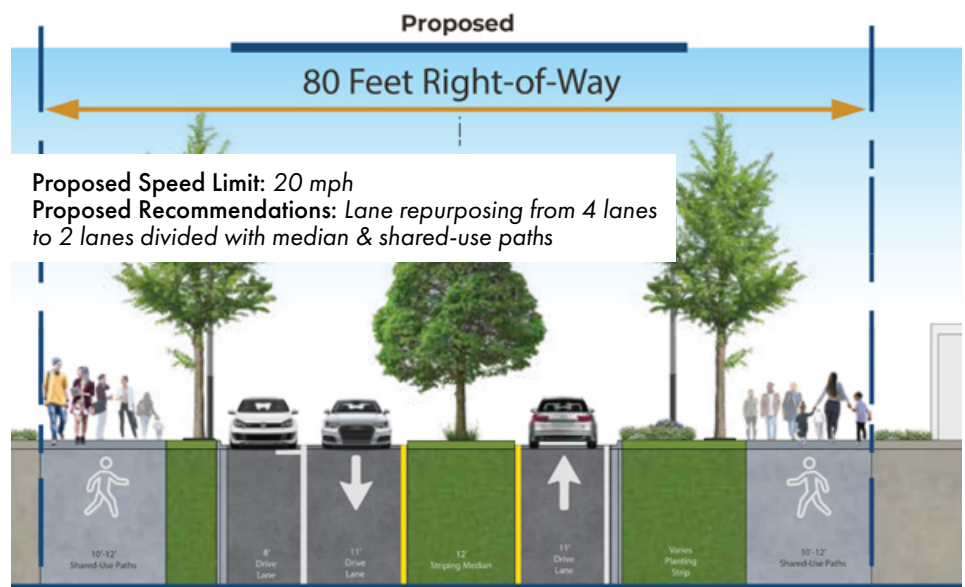 Proposed
80 Feet Right-of-Way
Proposed Speed Limit: 20 mph
Proposed Recommendations: Lane repurposing from 4 lanes
to 2 lanes divided with median & shared-use paths
10'-12'
Shared-Use Paths
8'
Drive
Lane
11'
Drive
Lane
12'
Striping Median
11'
Drive
Lane
Varies
Planting
Strip
10'-12'
Shared-Use Paths